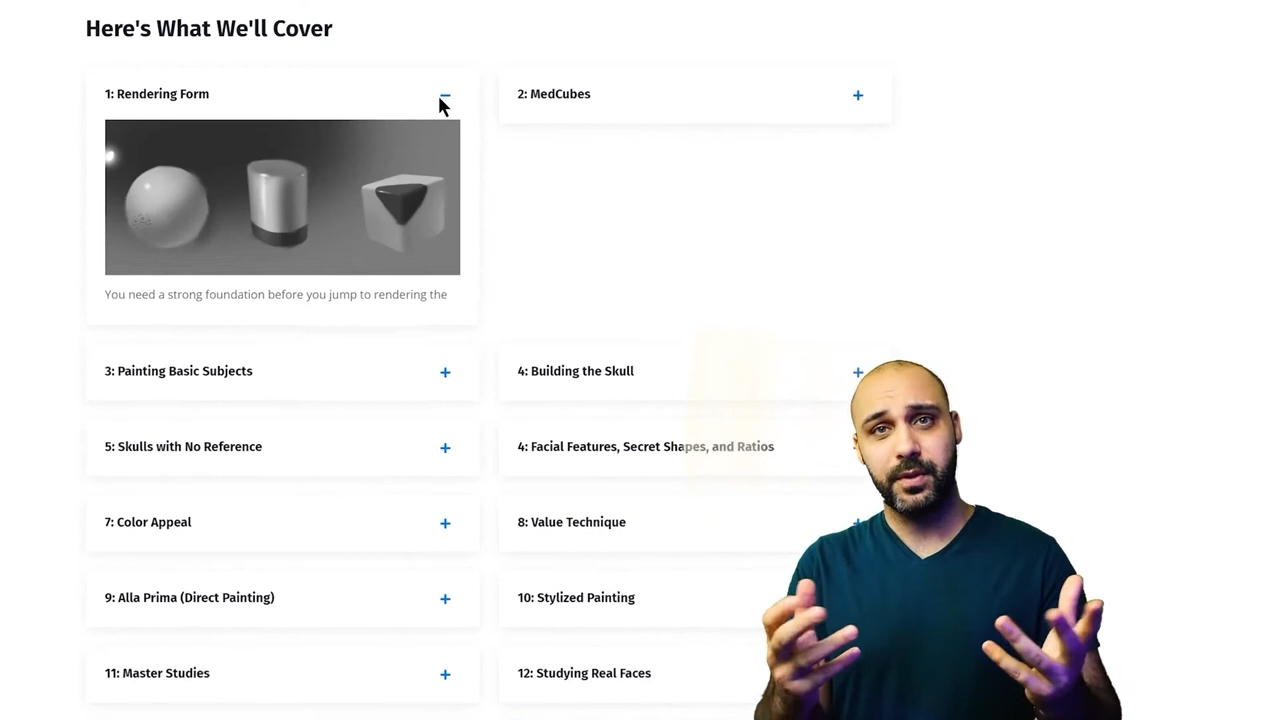 Here's What We'll Cover
1: Rendering Form
2: MedCubes
You need a strong foundation before you jump to rendering the
3: Painting Basic Subjects
4: Building the Skull
5: Skulls with No Reference
4: Facial Features, Secret Shapes, and Ratios
7: Color Appeal
8: Value Technique
9: Alla Prima (Direct Painting)
10: Stylized Painting
11: Master Studies
12: Studying Real Faces